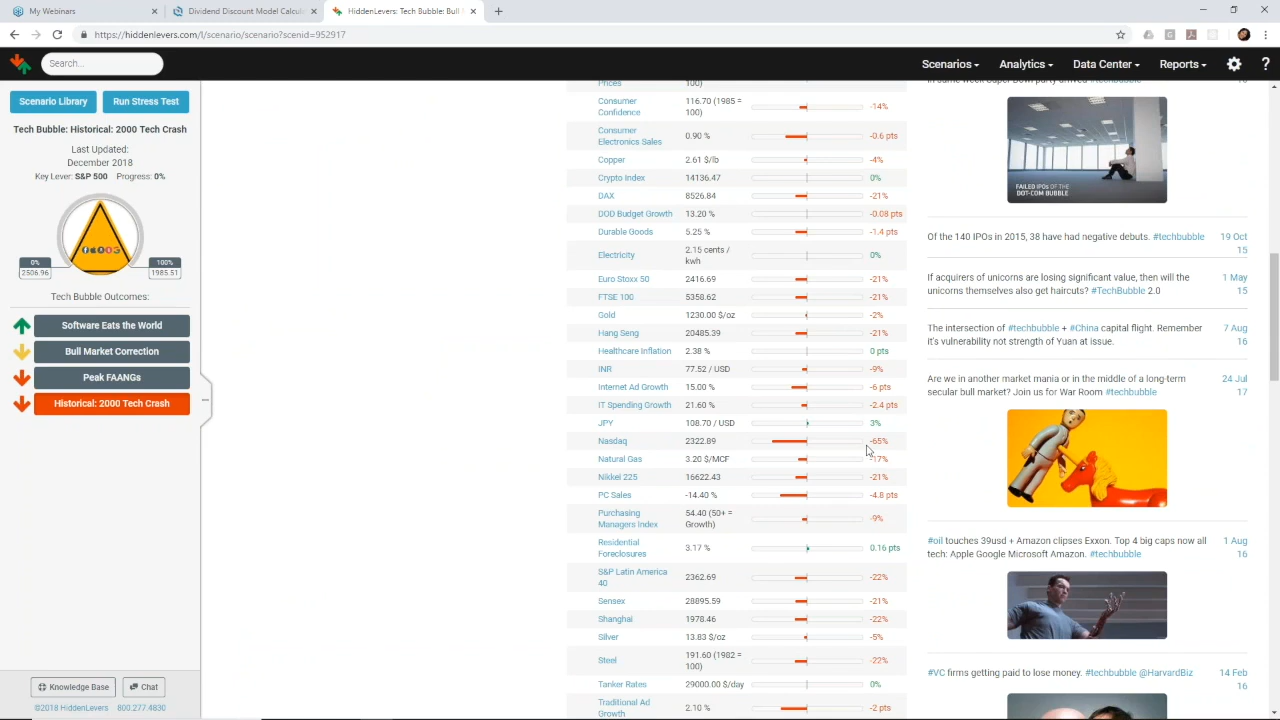 My Webinars
Dividend Discount Model Calcul
HiddenLevers: Tech Bubble: Bull M
https://hiddenlevers.com/l/scenario/scenario?scenid=952917
Search...
Scenarios
Analytics
Data Center
Reports
?
Scenario Library
Run Stress Test
Tech Bubble: Historical: 2000 Tech Crash
Last Updated:
December 2018
Key Lever: S&P 500 Progress: 0%
0%
2506.96
100%
1985.51
Tech Bubble Outcomes:
Software Eats the World
Bull Market Correction
Peak FAANGs
Historical: 2000 Tech Crash
Knowledge Base
Chat
©2018 HiddenLevers 800.277.4830
Prices
100)
Consumer
Confidence
116.70 (1985 =
100)
-14%
Consumer
Electronics Sales
0.90 %
-0.6 pts
Copper 2.61 $/lb -4%
Crypto Index 14136.47 0%
DAX 8526.84 -21%
DOD Budget Growth 13.20 % -0.08 pts
Durable Goods 5.25 % -1.4 pts
Electricity
2.15 cents /
kwh
0%
Euro Stoxx 50 2416.69 -21%
FTSE 100 5358.62 -21%
Gold 1230.00 $/oz -2%
Hang Seng 20485.39 -21%
Healthcare Inflation 2.38 % 0 pts
INR 77.52 / USD -9%
Internet Ad Growth 15.00 % -6 pts
IT Spending Growth 21.60 % -2.4 pts
JPY 108.70 / USD 3%
Nasdaq 2322.89 -65%
Natural Gas 3.20 $/MCF -17%
Nikkei 225 16622.43 -21%
PC Sales -14.40 % -4.8 pts
Purchasing
Managers Index
54.40 (50+ =
Growth)
-9%
Residential
Foreclosures
3.17 %
0.16 pts
S&P Latin America
40
2362.69
-22%
Sensex 28895.59 -21%
Shanghai 1978.46 -22%
Silver 13.83 $/oz -5%
Steel
191.60 (1982 =
100)
-22%
Tanker Rates 29000.00 $/day 0%
Traditional Ad
Growth
2.10 %
-2 pts
in same week Super Bowl party arrived #techbubble
16
FAILED IPOs OF THE
DOT-COM BUBBLE
Of the 140 IPOs in 2015, 38 have had negative debuts. #techbubble
19 Oct
15
If acquirers of unicorns are losing significant value, then will the
unicorns themselves also get haircuts? #TechBubble 2.0
1 May
15
The intersection of #techbubble + #China capital flight. Remember
it's vulnerability not strength of Yuan at issue.
7 Aug
16
Are we in another market mania or in the middle of a long-term
secular bull market? Join us for War Room #techbubble
24 Jul
17
#oil touches 39usd + Amazon clipses Exxon. Top 4 big caps now all
tech: Apple Google Microsoft Amazon. #techbubble
1 Aug
16
#VC firms getting paid to lose money. #techbubble @HarvardBiz
14 Feb
16